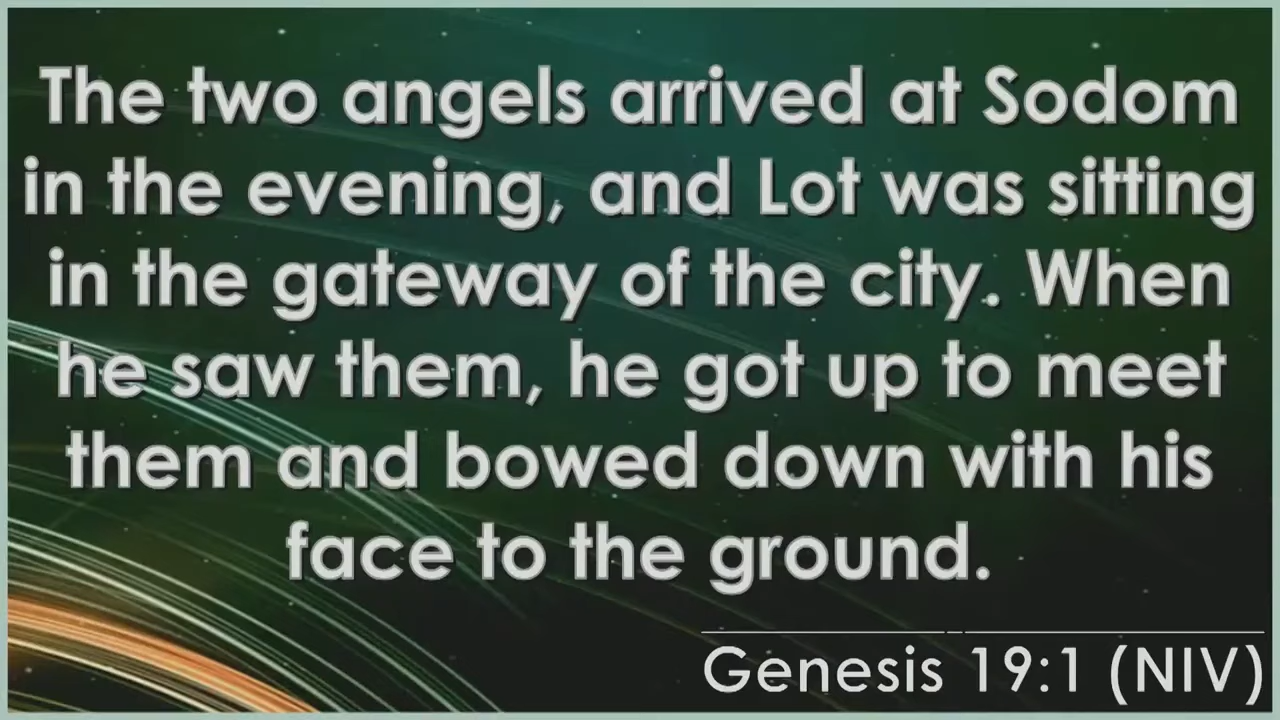 The two angels arrived at Sodom
in the evening, and Lot was sitting
in the gateway of the city. When
he saw them, he got up to meet
them and bowed down with his
face to the ground.
Genesis 19:1 (NIV)